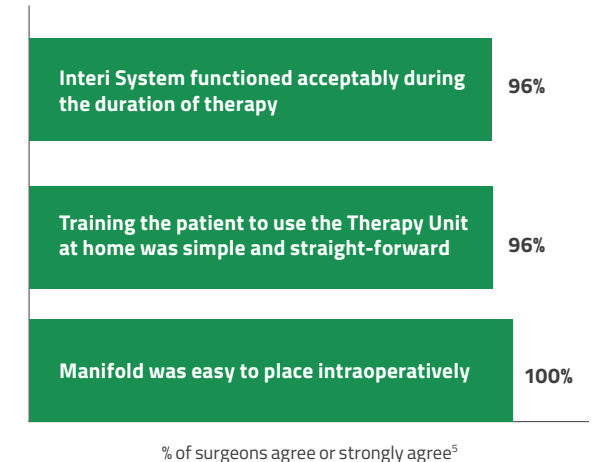 Interi System functioned acceptably during
the duration of therapy
96%
Training the patient to use the Therapy Unit
at home was simple and straight-forward
96%
Manifold was easy to place intraoperatively
100%
% of surgeons agree or strongly agree⁵